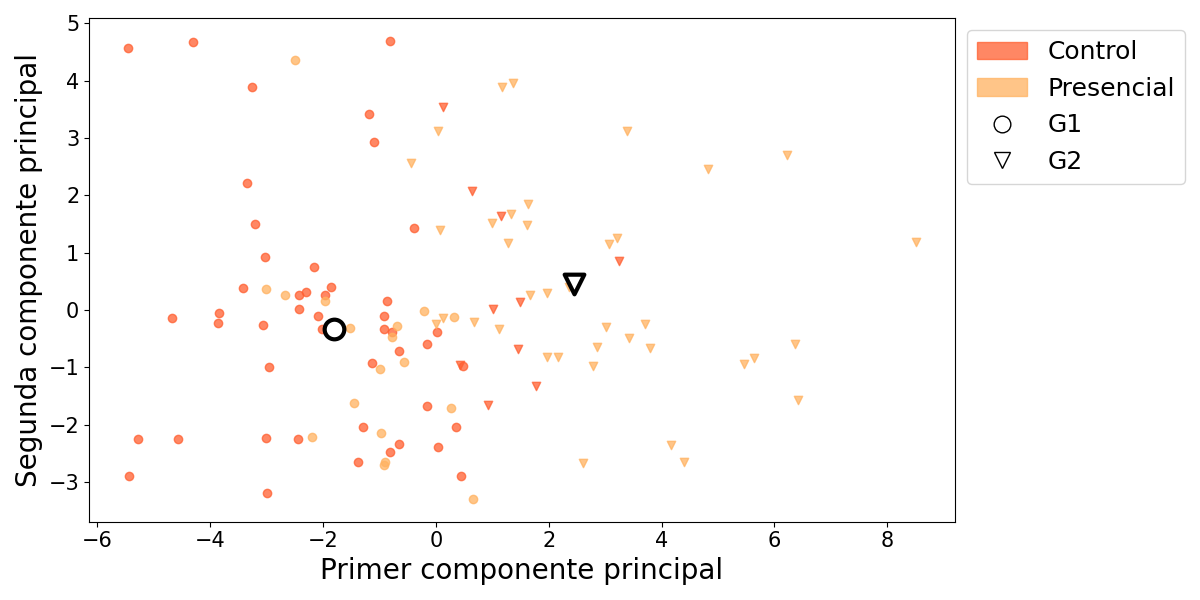 Segunda componente principal
5
4
3
2
1
0
−1
−2
−3
−6
−4
−2
0
2
4
6
8
Primer componente principal
Control
Presencial
G1
G2